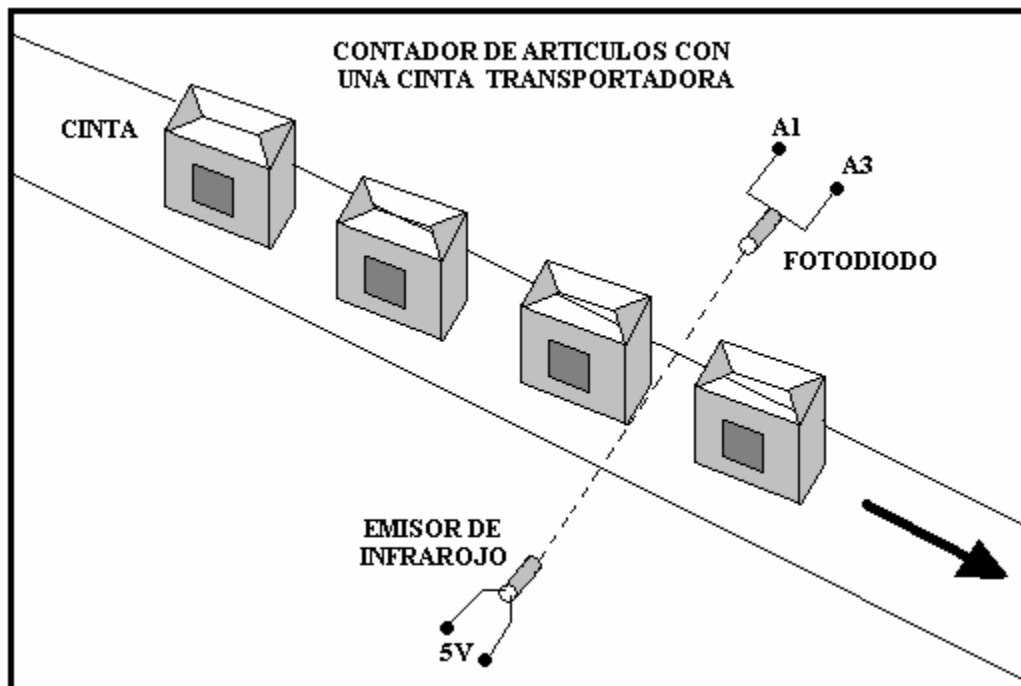 CONTADOR DE ARTICULOS CON
UNA CINTA TRANSPORTADORA
CINTA
A1
A3
FOTODIODO
EMISOR DE
INFRAROJO
5V